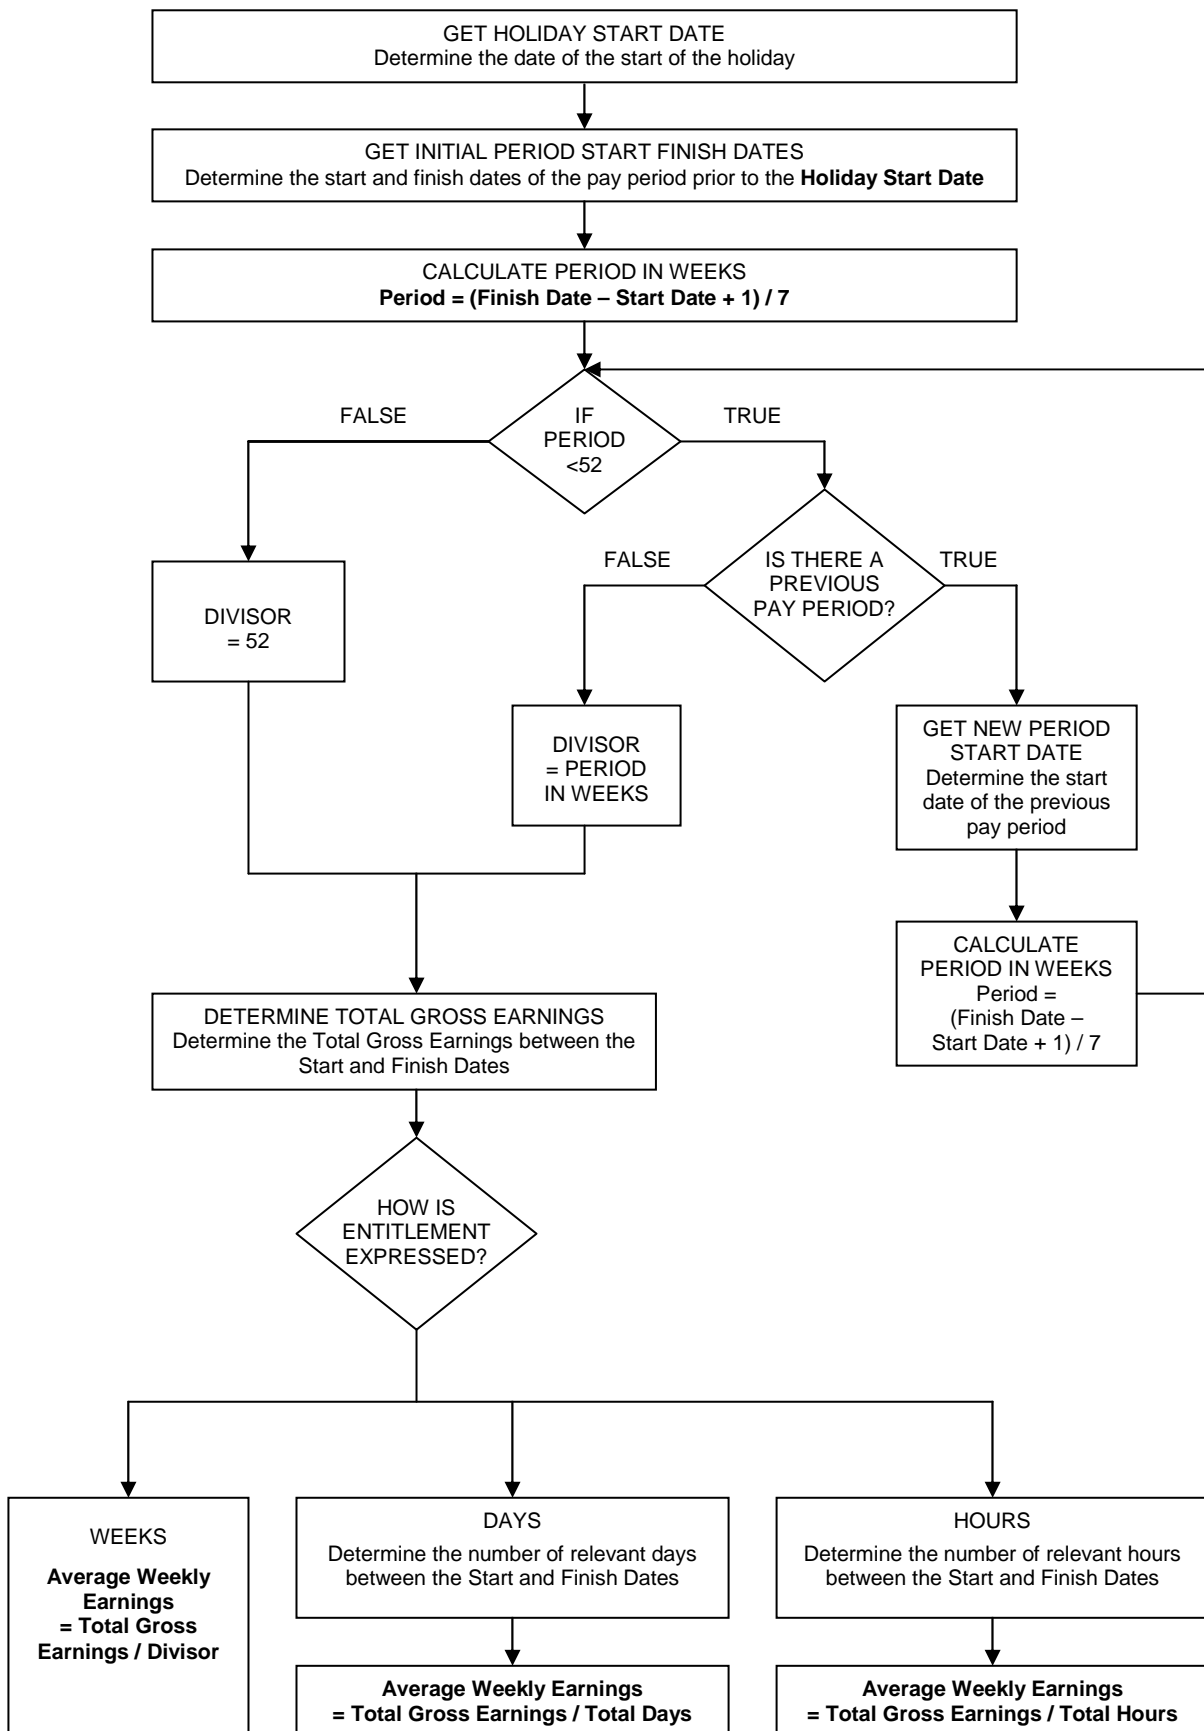 GET HOLIDAY START DATE
Determine the date of the start of the holiday
GET INITIAL PERIOD START FINISH DATES
Determine the start and finish dates of the pay period prior to the Holiday Start Date
CALCULATE PERIOD IN WEEKS
Period = (Finish Date – Start Date + 1) / 7
FALSE
IF
PERIOD
<52
TRUE
FALSE
IS THERE A
PREVIOUS
PAY PERIOD?
TRUE
DIVISOR
= 52
DIVISOR
= PERIOD
IN WEEKS
GET NEW PERIOD
START DATE
Determine the start
date of the previous
pay period
CALCULATE
PERIOD IN WEEKS
Period =
(Finish Date –
Start Date + 1) / 7
DETERMINE TOTAL GROSS EARNINGS
Determine the Total Gross Earnings between the
Start and Finish Dates
HOW IS
ENTITLEMENT
EXPRESSED?
WEEKS
Average Weekly
Earnings
= Total Gross
Earnings / Divisor
DAYS
Determine the number of relevant days
between the Start and Finish Dates
Average Weekly Earnings
= Total Gross Earnings / Total Days
HOURS
Determine the number of relevant hours
between the Start and Finish Dates
Average Weekly Earnings
= Total Gross Earnings / Total Hours